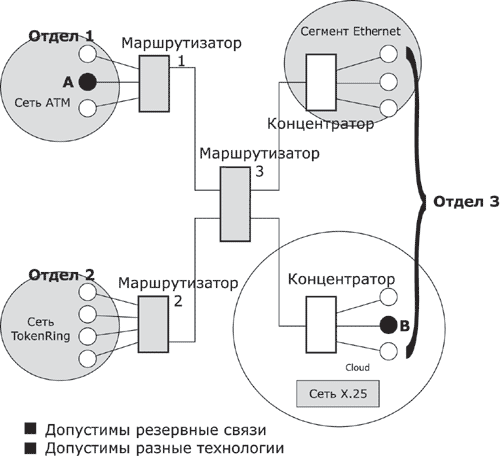 Отдел 1
Маршрутизатор
1
A
Сеть ATM
Сегмент Ethernet
Концентратор
Маршрутизатор
3
Отдел 3
Отдел 2
Маршрутизатор
2
Сеть
TokenRing
Концентратор
B
Cloud
Сеть X.25
Допустимы резервные связи
Допустимы разные технологии